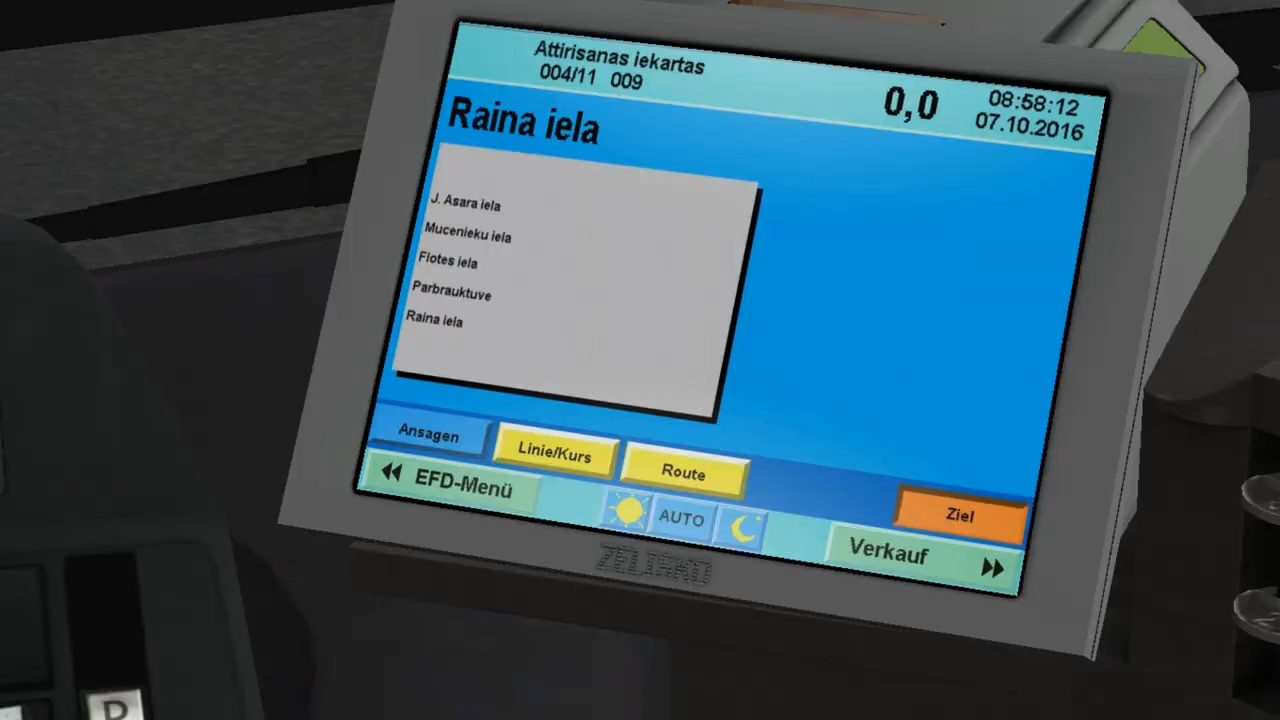 Attirisanas iekartas
004/11 009
0,0
08:58:12
07.10.2016
Raina iela
J. Asara iela
Mucenieku iela
Flotes iela
Parbrauktuve
Raina iela
Ansagen
Linie/Kurs
Route
Ziel
EFD-Menü
AUTO
Verkauf
ZELISKO
D